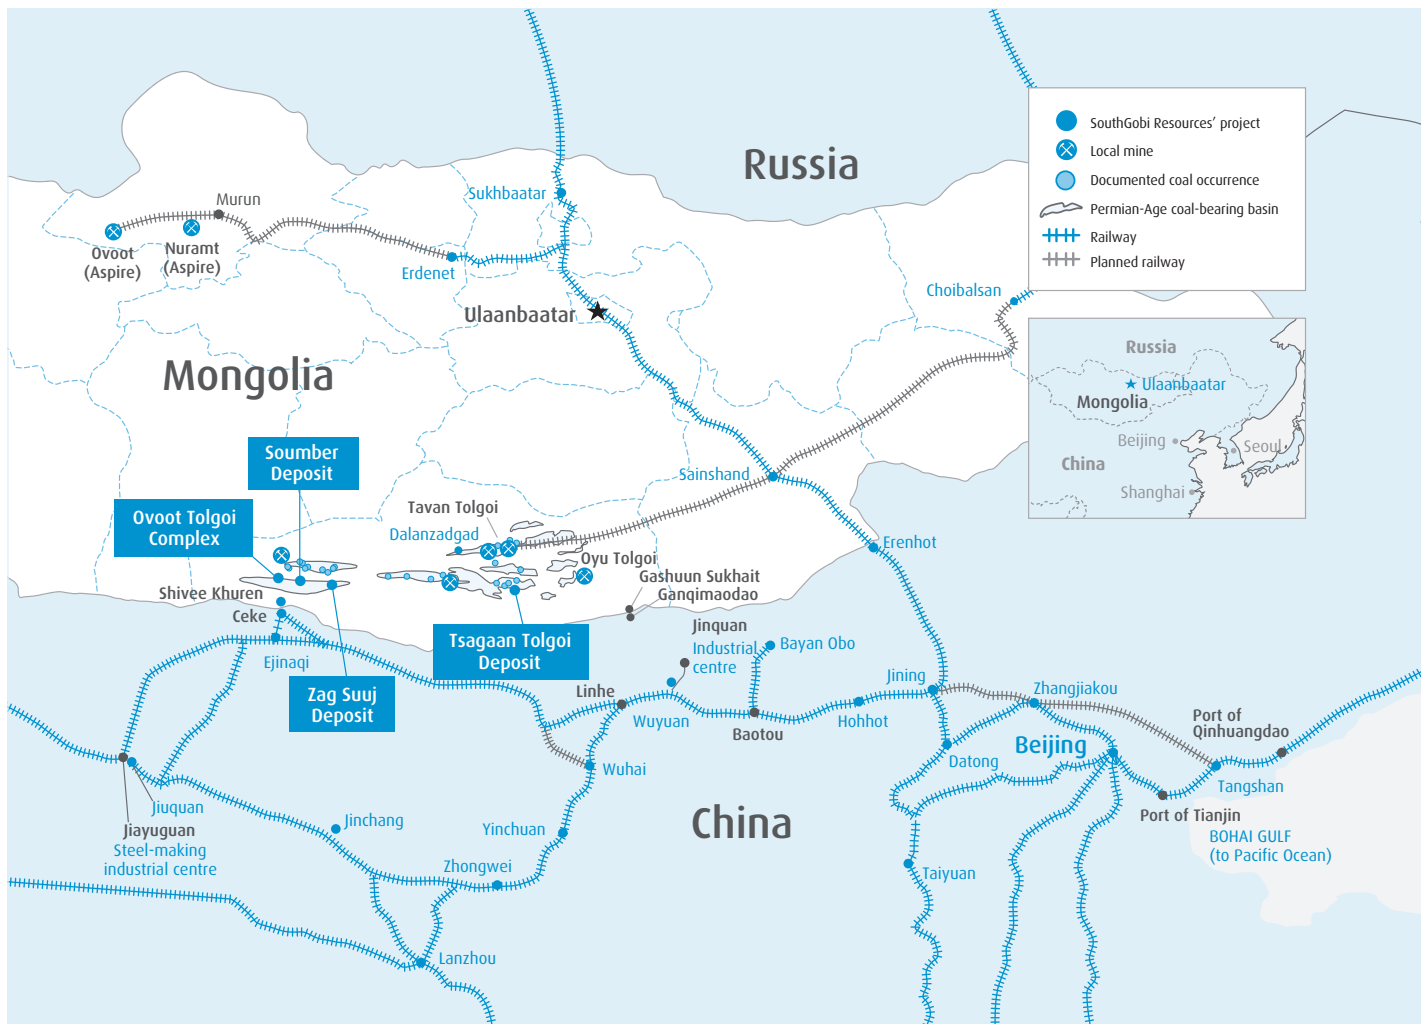 Russia
SouthGobi Resources' project
Local mine
Documented coal occurrence
Permian-Age coal-bearing basin
Railway
Planned railway
Murun
Sukhbaatar
Ovoot
(Aspire)
Nuramt
(Aspire)
Erdenet
Choibalsan
Ulaanbaatar
Mongolia
Russia
Ulaanbaatar
Mongolia
Beijing
Seoul
China
Shanghai
Soumber
Deposit
Sainshand
Ovoot Tolgoi
Complex
Tavan Tolgoi
Dalanzadgad
Oyu Tolgoi
Erenhot
Gashuun Sukhait
Ganqimaodao
Shivee Khuren
Ceke
Ejinaqi
Tsagaan Tolgoi
Deposit
Jinquan
Industrial
centre
Bayan Obo
Zag Suuj
Deposit
Linhe
Wuyuan
Baotou
Hohhot
Jining
Zhangjiakou
Port of
Qinhuangdao
Beijing
Datong
Wuhai
Tangshan
Port of Tianjin
BOHAI GULF
(to Pacific Ocean)
China
Jiuquan
Jiayuguan
Steel-making
industrial centre
Jinchang
Yinchuan
Zhongwei
Taiyuan
Lanzhou